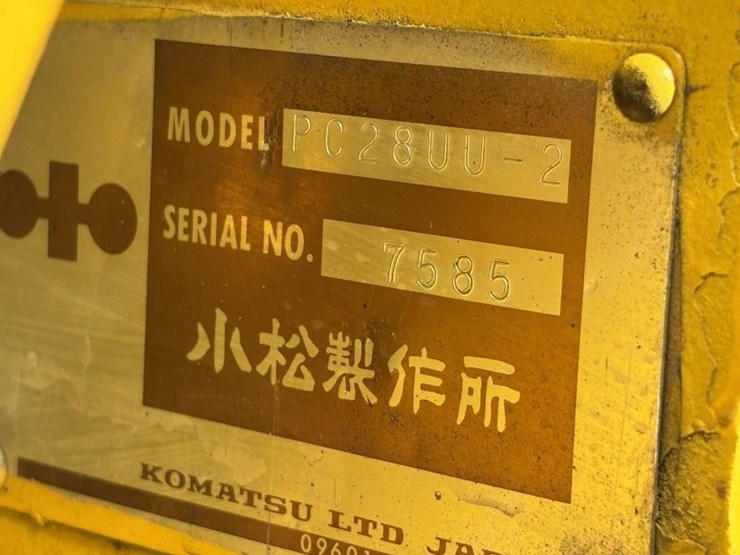 MODEL PC28UU-2
SERIAL NO. 7585
小松製作所
KOMATSU LTD